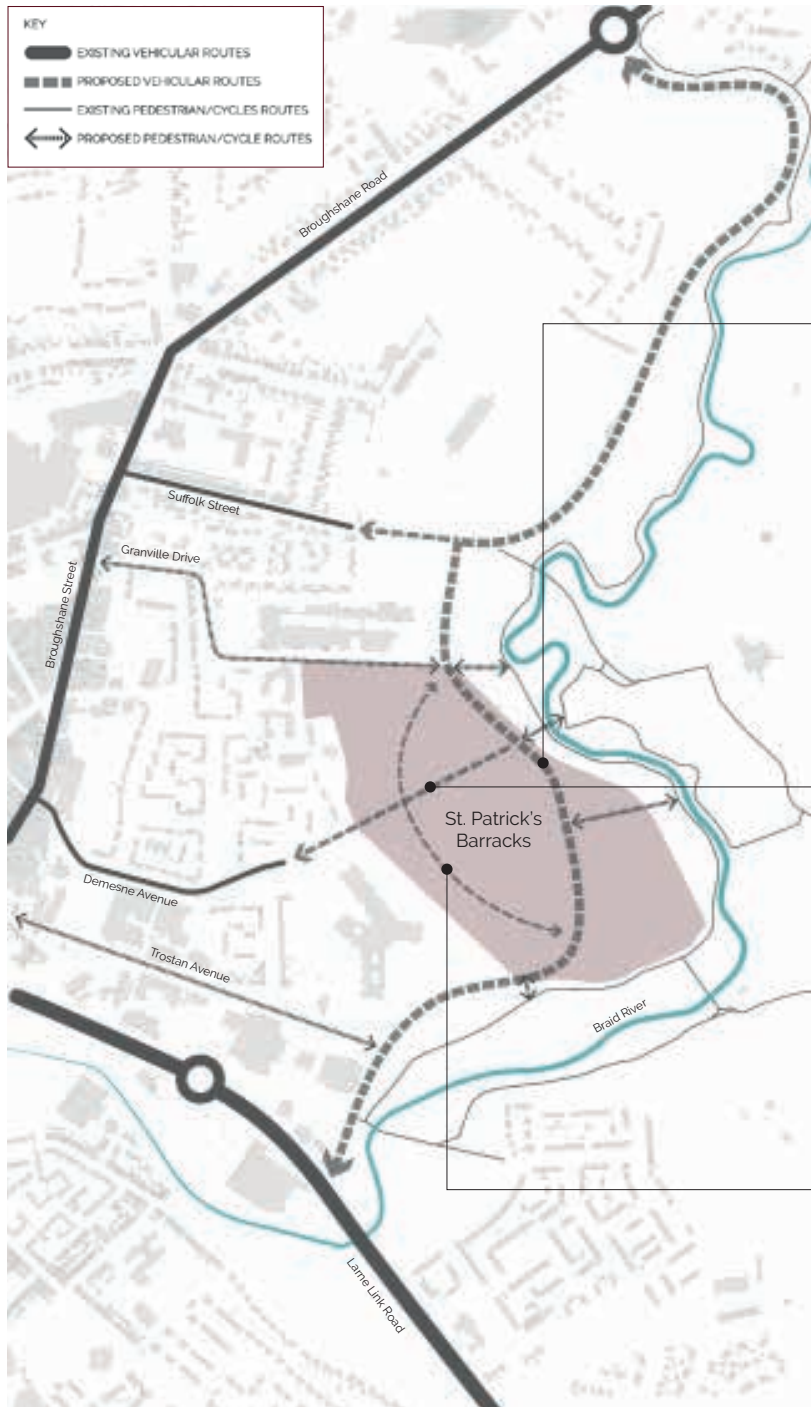 KEY
EXISTING VEHICULAR ROUTES
PROPOSED VEHICULAR ROUTES
EXISTING PEDESTRIAN/CYCLES ROUTES
PROPOSED PEDESTRIAN/CYCLE ROUTES
Broughshane Road
Suffolk Street
Granville Drive
Broughshane Street
St. Patrick's
Barracks
Demesne Avenue
Trostan Avenue
Braid River
Larne Link Road